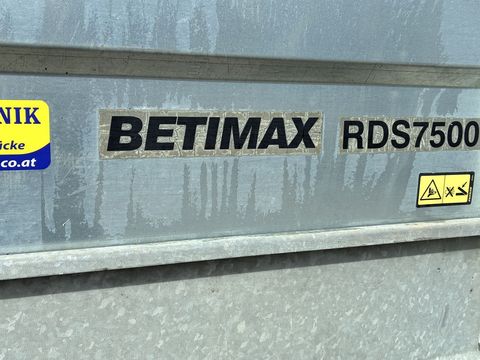 NIK
icke
co.at
BETIMAX RDS7500